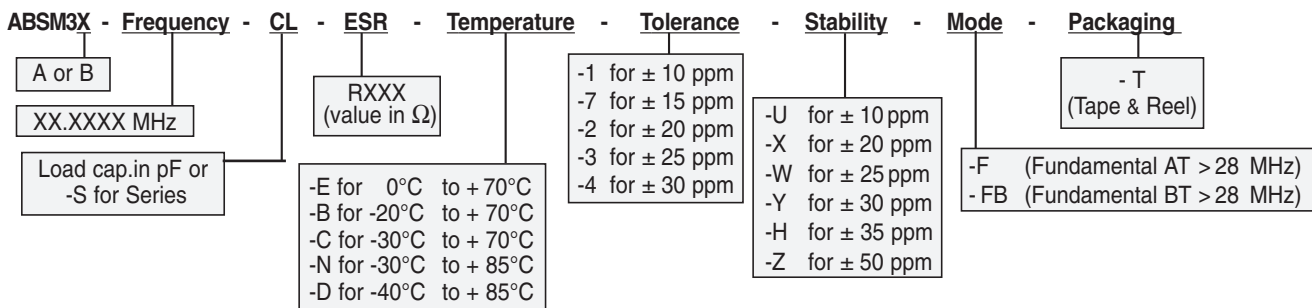 ABSM3X - Frequency - CL - ESR - Temperature - Tolerance - Stability - Mode - Packaging
A or B
XX.XXXX MHz
Load cap.in pF or
-S for Series
RXXX
(value in Ω)
-E for 0°C to + 70°C
-B for -20°C to + 70°C
-C for -30°C to + 70°C
-N for -30°C to + 85°C
-D for -40°C to + 85°C
-1 for ± 10 ppm
-7 for ± 15 ppm
-2 for ± 20 ppm
-3 for ± 25 ppm
-4 for ± 30 ppm
-U for ± 10 ppm
-X for ± 20 ppm
-W for ± 25 ppm
-Y for ± 30 ppm
-H for ± 35 ppm
-Z for ± 50 ppm
-F (Fundamental AT > 28 MHz)
- FB (Fundamental BT > 28 MHz)
- T
(Tape & Reel)